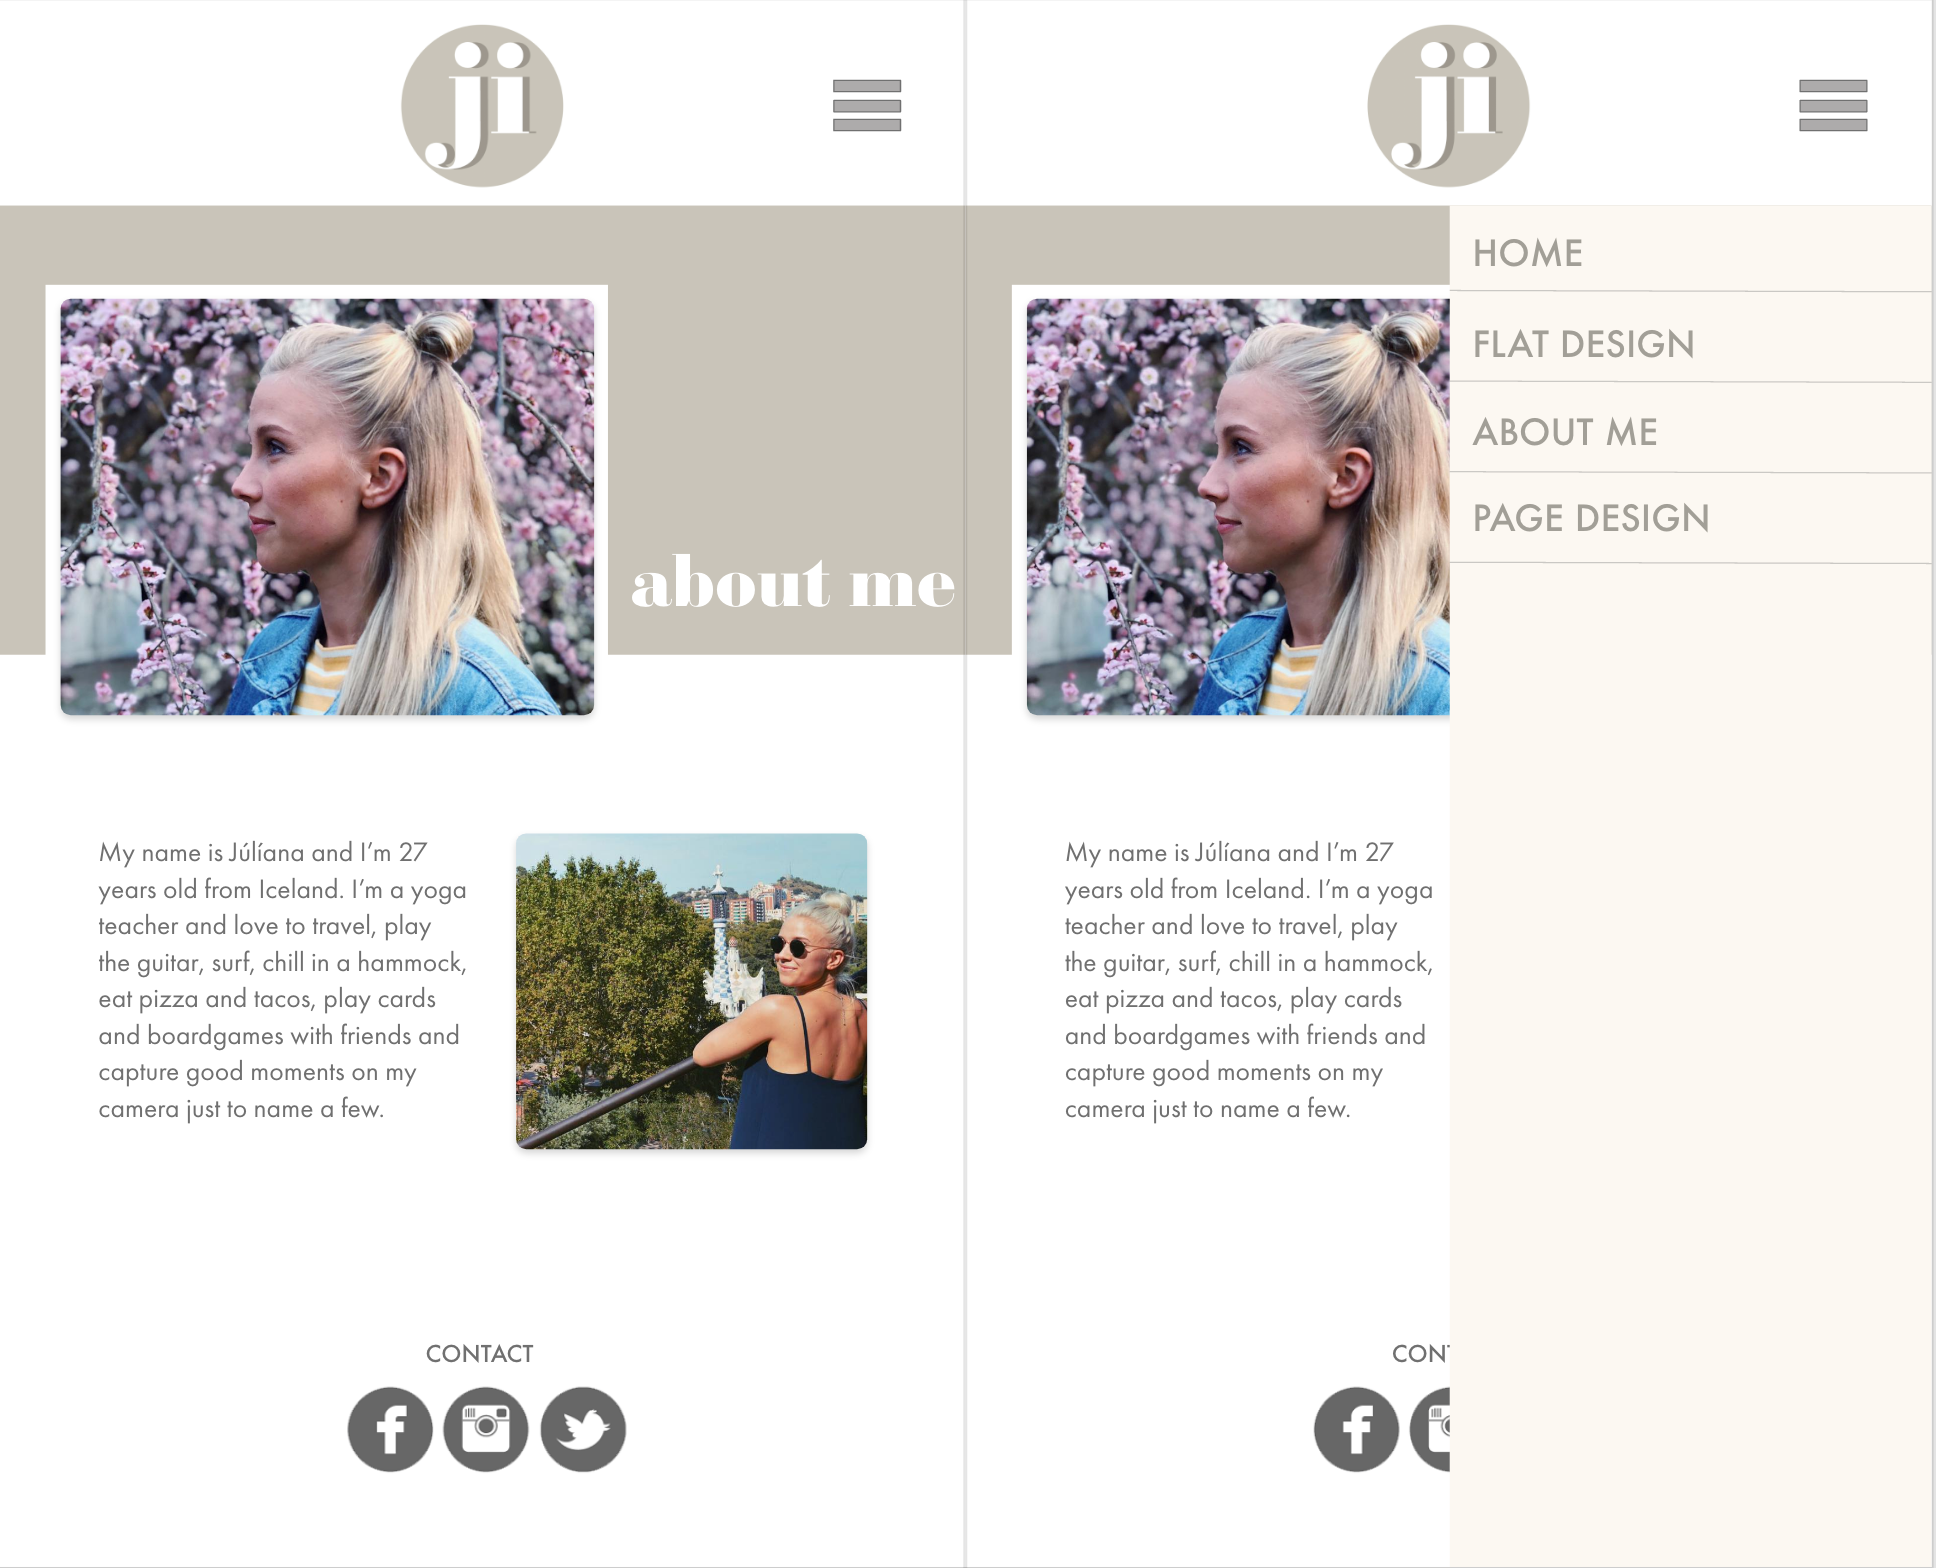 ji
about me
My name is Júlíana and I’m 27
years old from Iceland. I’m a yoga
teacher and love to travel, play
the guitar, surf, chill in a hammock,
eat pizza and tacos, play cards
and boardgames with friends and
capture good moments on my
camera just to name a few.
CONTACT
ji
HOME
FLAT DESIGN
ABOUT ME
PAGE DESIGN
My name is Júlíana and I’m 27
years old from Iceland. I’m a yoga
teacher and love to travel, play
the guitar, surf, chill in a hammock,
eat pizza and tacos, play cards
and boardgames with friends and
capture good moments on my
camera just to name a few.
CONT